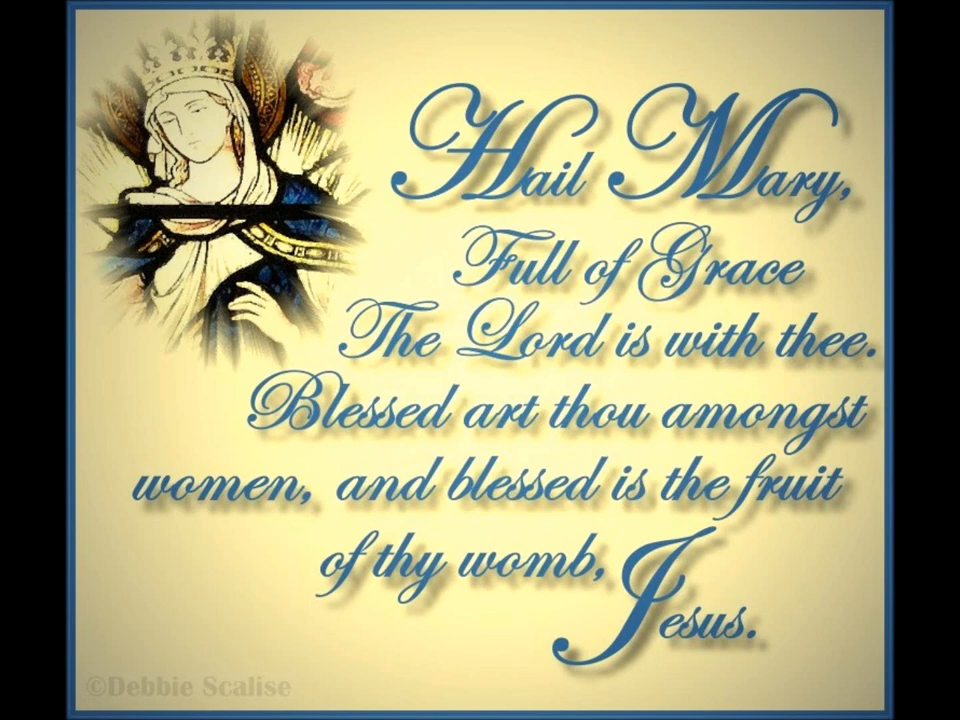 Hail Mary,
Full of Grace
The Lord is with thee.
Blessed art thou amongst
women, and blessed is the fruit
of thy womb,
Jesus.
©Debbie Scalise